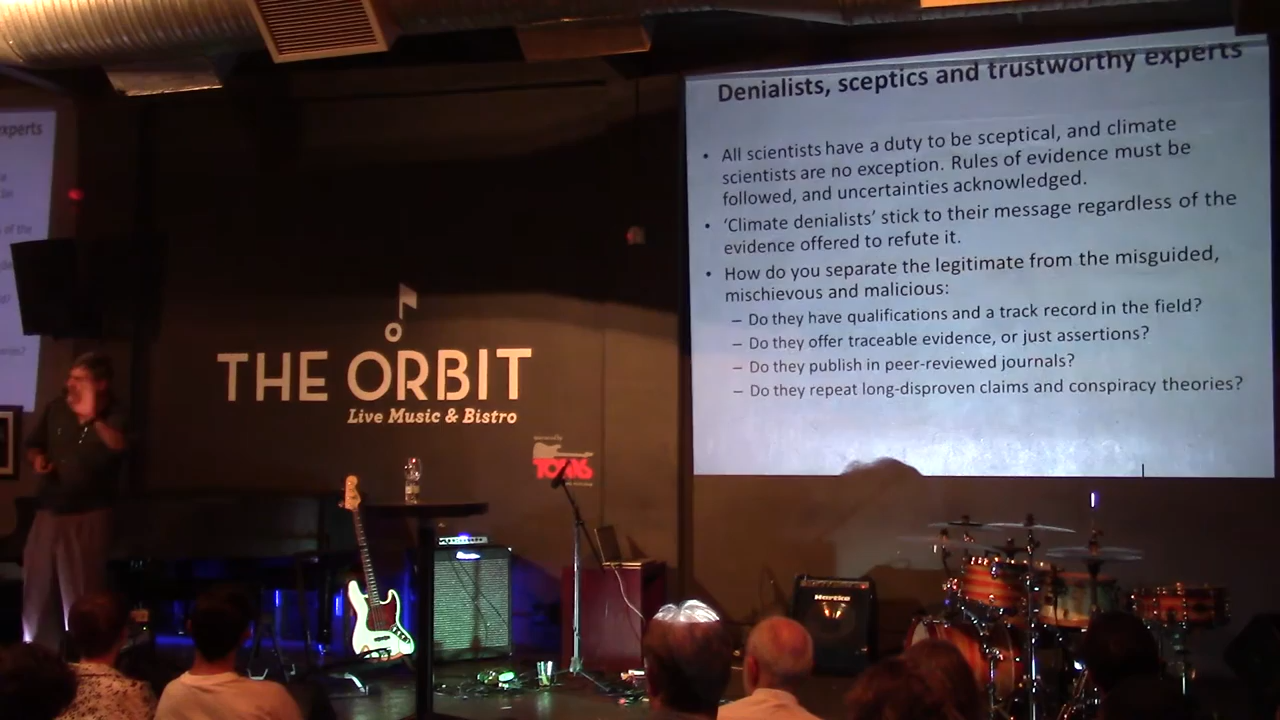 Denialists, sceptics and trustworthy experts
• All scientists have a duty to be sceptical, and climate
scientists are no exception. Rules of evidence must be
followed, and uncertainties acknowledged.
• ‘Climate denialists’ stick to their message regardless of the
evidence offered to refute it.
• How do you separate the legitimate from the misguided,
mischievous and malicious:
– Do they have qualifications and a track record in the field?
– Do they offer traceable evidence, or just assertions?
– Do they publish in peer-reviewed journals?
– Do they repeat long-disproven claims and conspiracy theories?
experts
of the
THE ORBIT
Live Music & Bistro
TOMS
Hartke